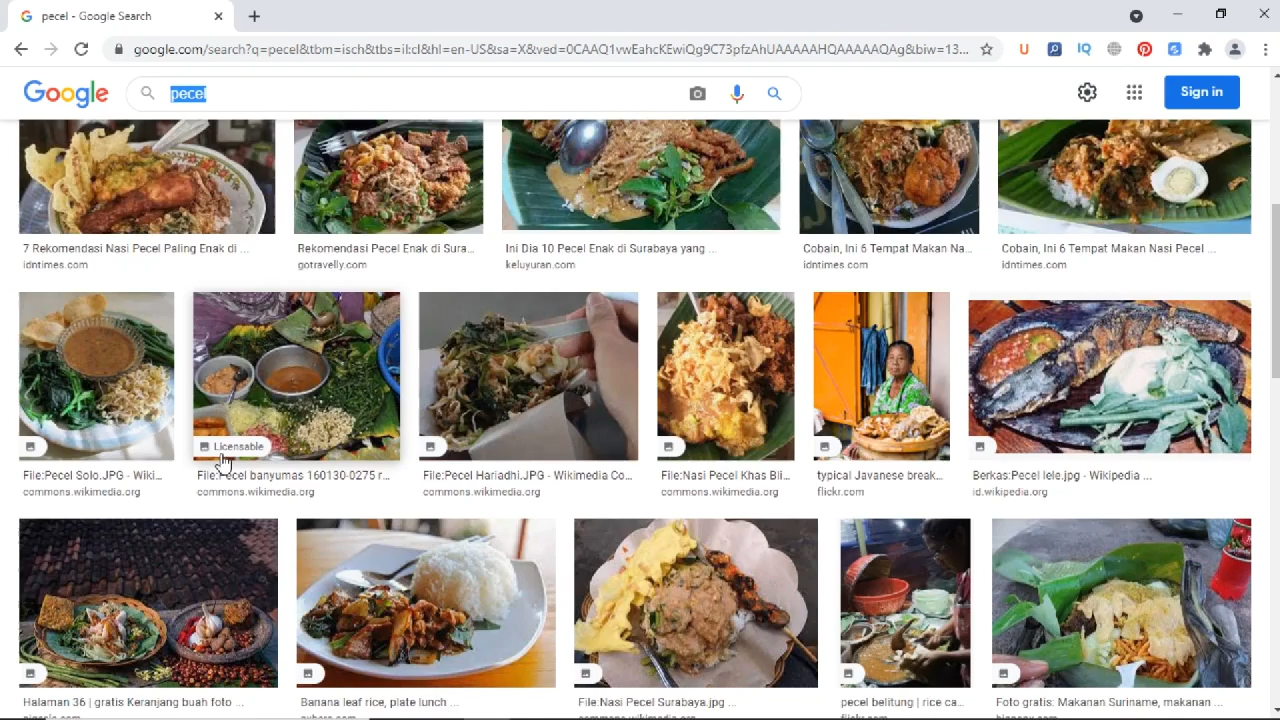 pecel - Google Search
google.com/search?q=pecel&tbm=isch&tbs=il:cl&hl=en-US&sa=X&ved=0CAAQ1vwEahcKEwiQg9C73pfzAhUAAAAAHQAAAAAQAg&biw=13...
Google
pecel
Sign in
7 Rekomendasi Nasi Pecel Paling Enak di ...
idntimes.com
Rekomendasi Pecel Enak di Sura...
gotravelly.com
Ini Dia 10 Pecel Enak di Surabaya yang ...
keluyuran.com
Cobain, Ini 6 Tempat Makan Na...
idntimes.com
Cobain, Ini 6 Tempat Makan Nasi Pecel ...
idntimes.com
Licensable
File:Pecel Solo.JPG - Wiki...
commons.wikimedia.org
File:Pecel banyumas 160130-0275 r...
commons.wikimedia.org
File:Pecel Hariadhi.JPG - Wikimedia Co...
commons.wikimedia.org
File:Nasi Pecel Khas Bli...
commons.wikimedia.org
typical Javanese break...
flickr.com
Berkas:Pecel lele.jpg - Wikipedia ...
id.wikipedia.org
Halaman 36 | gratis Keranjang buah foto ...
Banana leaf rice, plate lunch ...
File:Nasi Pecel Surabaya.jpg ...
commons.wikimedia.org
pecel belitung | rice ca...
flickr.com
Foto gratis: Makanan Suriname, makanan ...